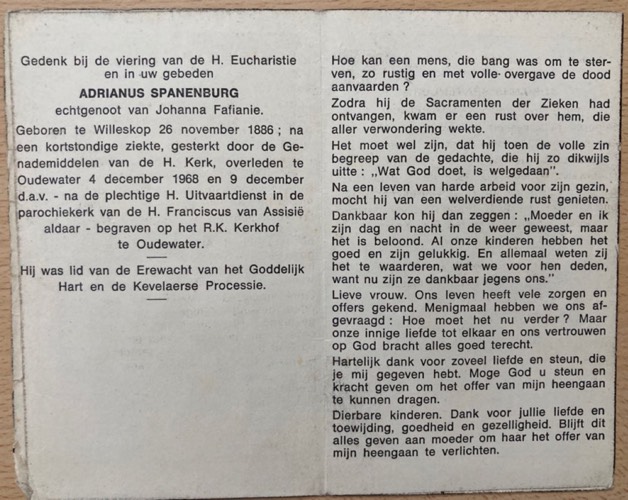 Gedenk bij de viering van de H. Eucharistie
en in uw gebeden
ADRIANUS SPANENBURG
echtgenoot van Johanna Fafianie.
Geboren te Willeskop 26 november 1886 ; na
een kortstondige ziekte, gesterkt door de Ge-
nademiddelen van de H. Kerk, overleden te
Oudewater 4 december 1968 en 9 december
d.a.v. - na de plechtige H. Uitvaartdienst in de
parochiekerk van de H. Franciscus van Assisië
aldaar - begraven op het R.K. Kerkhof
te Oudewater.
Hij was lid van de Erewacht van het Goddelijk
Hart en de Kevelaerse Processie.
Hoe kan een mens, die bang was om te ster-
ven, zo rustig en met volle overgave de dood
aanvaarden ?
Zodra hij de Sacramenten der Zieken had
ontvangen, kwam er een rust over hem, die
aller verwondering wekte.
Het moet wel zijn, dat hij toen de volle zin
begreep van de gedachte, die hij zo dikwijls
uitte : „Wat God doet, is welgedaan”.
Na een leven van harde arbeid voor zijn gezin,
mocht hij van een welverdiende rust genieten.
Dankbaar kon hij dan zeggen : „Moeder en ik
zijn dag en nacht in de weer geweest, maar
het is beloond. Al onze kinderen hebben het
goed en zijn gelukkig. En allemaal weten zij
het te waarderen, wat we voor hen deden,
want nu zijn ze dankbaar jegens ons.”
Lieve vrouw. Ons leven heeft vele zorgen en
offers gekend. Menigmaal hebben we ons af-
gevraagd : Hoe moet het nu verder ? Maar
onze innige liefde tot elkaar en ons vertrouwen
op God bracht alles goed terecht.
Hartelijk dank voor zoveel liefde en steun, die
je mij gegeven hebt. Moge God u steun en
kracht geven om het offer van mijn heengaan
te kunnen dragen.
Dierbare kinderen. Dank voor jullie liefde en
toewijding, goedheid en gezelligheid. Blijft dit
alles geven aan moeder om haar het offer van
mijn heengaan te verlichten.